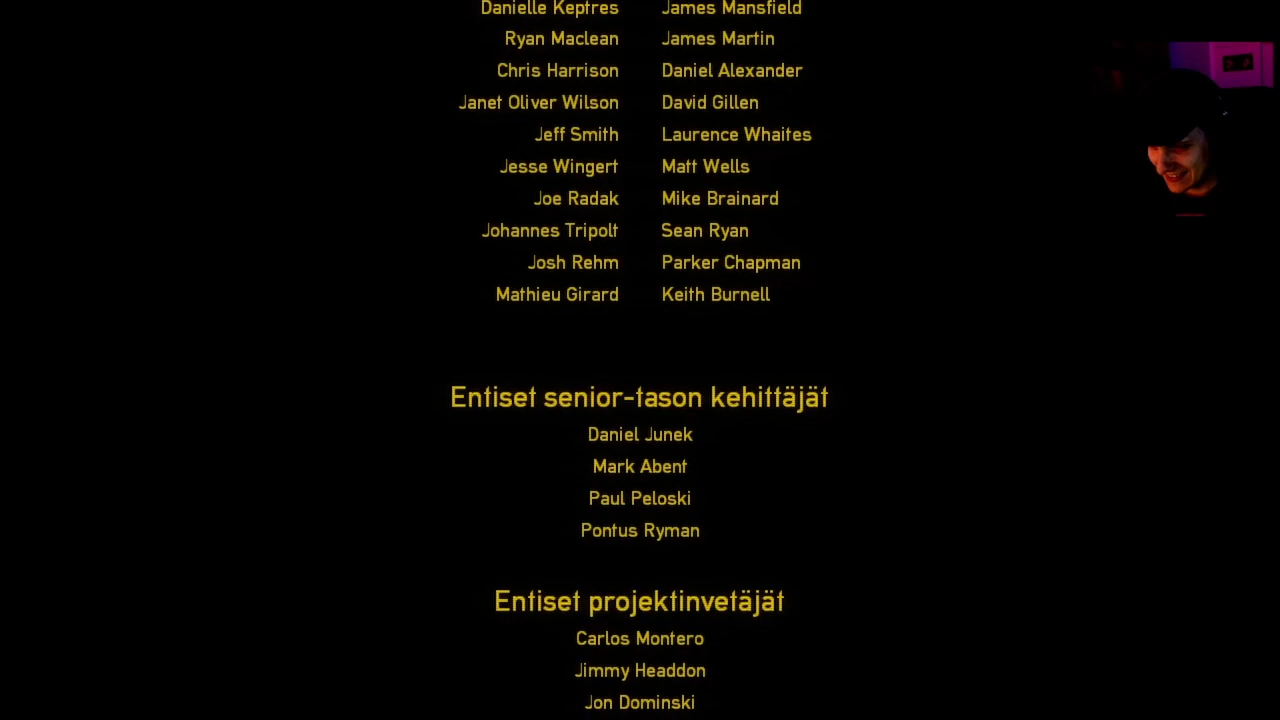 Danielle Keptres James Mansfield
Ryan Maclean James Martin
Chris Harrison Daniel Alexander
Janet Oliver Wilson David Gillen
Jeff Smith Laurence Whaites
Jesse Wingert Matt Wells
Joe Radak Mike Brainard
Johannes Tripolt Sean Ryan
Josh Rehm Parker Chapman
Mathieu Girard Keith Burnell
Entiset senior-tason kehittäjät
Daniel Junek
Mark Abent
Paul Peloski
Pontus Ryman
Entiset projektinvetäjät
Carlos Montero
Jimmy Headdon
Jon Dominski